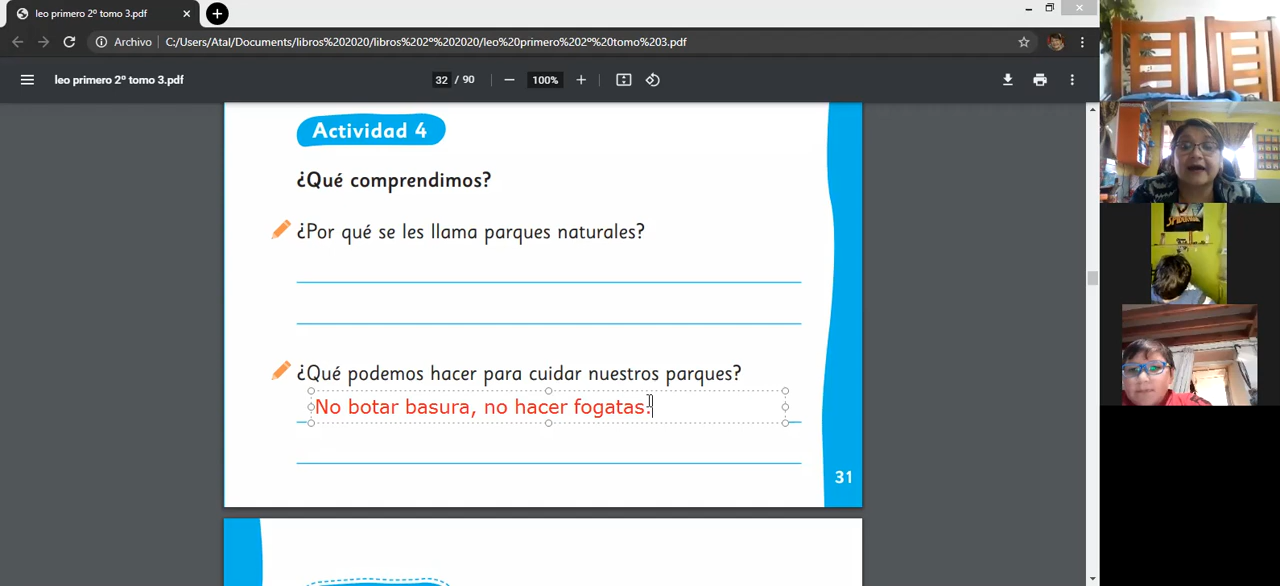 leo primero 2º tomo 3.pdf
Archivo C:/Users/Atal/Documents/libros%202020/libros%202º%202020/leo%20primero%202º%20tomo%203.pdf
leo primero 2º tomo 3.pdf 32 / 90 100%
Actividad 4
¿Qué comprendimos?
¿Por qué se les llama parques naturales?
¿Qué podemos hacer para cuidar nuestros parques?
No botar basura, no hacer fogatas.
31